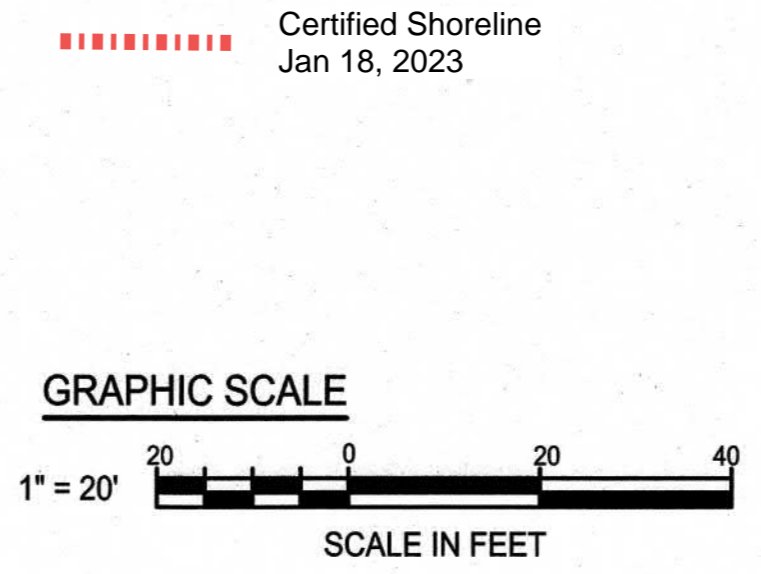 Certified Shoreline
Jan 18, 2023
GRAPHIC SCALE
20 0 20 40
1" = 20'
SCALE IN FEET